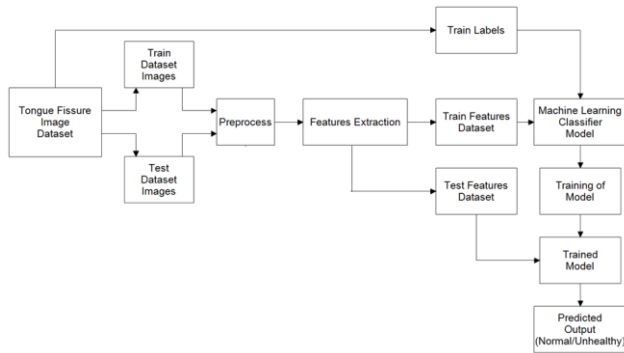 Train Labels
Train
Dataset
Images
Tongue Fissure
Image
Dataset
Preprocess
Features Extraction
Train Features
Dataset
Machine Learning
Classifier
Model
Test
Dataset
Images
Test Features
Dataset
Training of
Model
Trained
Model
Predicted
Output
(Normal/Unhealthy)